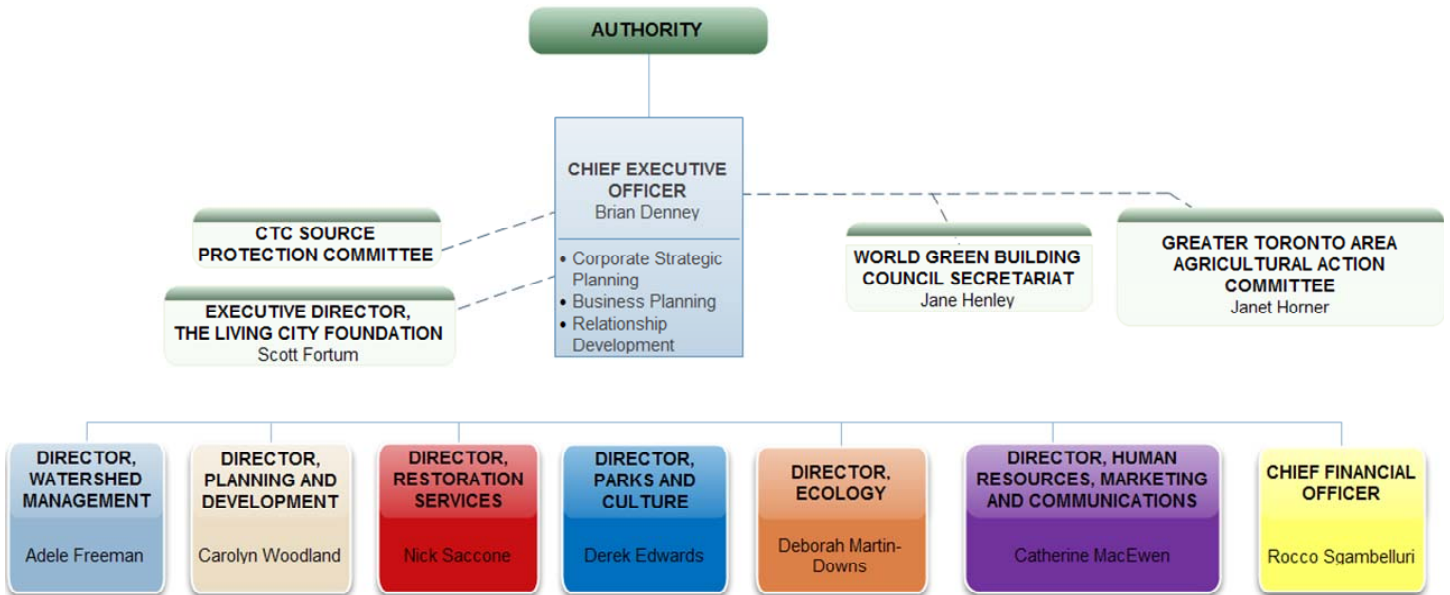 AUTHORITY
CHIEF EXECUTIVE
OFFICER
Brian Denney
• Corporate Strategic
Planning
• Business Planning
• Relationship
Development
CTC SOURCE
PROTECTION COMMITTEE
EXECUTIVE DIRECTOR,
THE LIVING CITY FOUNDATION
Scott Fortum
WORLD GREEN BUILDING
COUNCIL SECRETARIAT
Jane Henley
GREATER TORONTO AREA
AGRICULTURAL ACTION
COMMITTEE
Janet Horner
DIRECTOR,
WATERSHED
MANAGEMENT
Adele Freeman
DIRECTOR,
PLANNING AND
DEVELOPMENT
Carolyn Woodland
DIRECTOR,
RESTORATION
SERVICES
Nick Saccone
DIRECTOR,
PARKS AND
CULTURE
Derek Edwards
DIRECTOR,
ECOLOGY
Deborah Martin-
Downs
DIRECTOR, HUMAN
RESOURCES, MARKETING
AND COMMUNICATIONS
Catherine MacEwen
CHIEF FINANCIAL
OFFICER
Rocco Sgambelluri